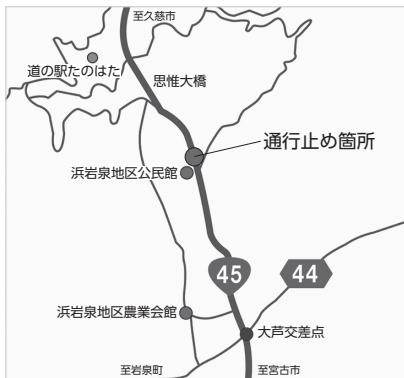 至久慈市
道の駅たのはた
思惟大橋
通行止め箇所
浜岩泉地区公民館
45
44
浜岩泉地区農業会館
大芦交差点
至岩泉町
至宮古市